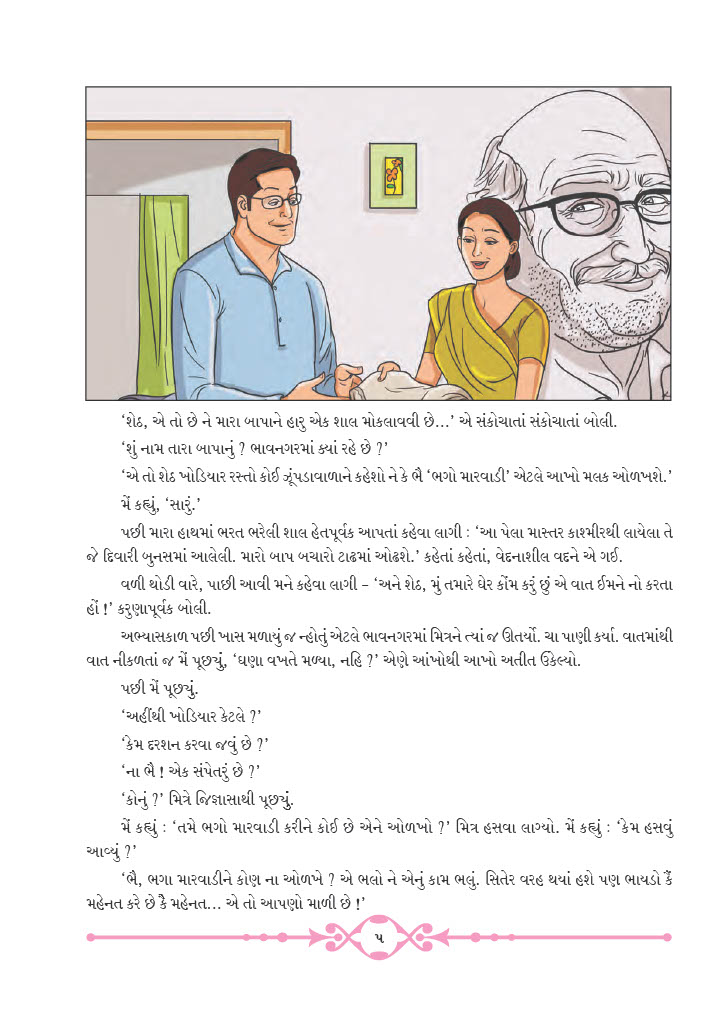 ‘શેઠ, એ તો છે ને મારા બાપાને હારુ એક શાલ મોકલાવવી છે...’ એ સંકોચાતાં સંકોચાતાં બોલી.
‘શું નામ તારા બાપાનું ? ભાવનગરમાં ક્યાં રહે છે ?’
‘એ તો શેઠ ખોડિયાર રસ્તો કોઈ ઝૂંપડાવાળાને કહેશો ને કે ભૈ ‘ભગો મારવાડી’ એટલે આખો મલક ઓળખશે.’
મેં કહ્યું, ‘સારું.’
પછી મારા હાથમાં ભરત ભરેલી શાલ હેતપૂર્વક આપતાં કહેવા લાગી : ‘આ પેલા માસ્તર કાશ્મીરથી લાયેલા તે
જે દિવારી બુનસમાં આલેલી. મારો બાપ બચારો ટાઢમાં ઓઢશે.’ કહેતાં કહેતાં, વેદનાશીલ વદને એ ગઈ.
વળી થોડી વારે, પાછી આવી મને કહેવા લાગી – ‘અને શેઠ, મું તમારે ઘેર કોંમ કરું છું એ વાત ઈમને નો કરતા
હોં !’ કરુણાપૂર્વક બોલી.
અભ્યાસકાળ પછી ખાસ મળાયું જ ન્હોતું એટલે ભાવનગરમાં મિત્રને ત્યાં જ ઊતર્યો. ચા પાણી કર્યા. વાતમાંથી
વાત નીકળતાં જ મેં પૂછ્યું, ‘ઘણા વખતે મળ્યા, નહિ ?’ એણે આંખોથી આખો અતીત ઉકેલ્યો.
પછી મેં પૂછ્યું.
‘અહીંથી ખોડિયાર કેટલે ?’
‘કેમ દરશન કરવા જવું છે ?’
‘ના ભૈ ! એક સંપેતરું છે ?’
‘કોનું ?’ મિત્રે જિજ્ઞાસાથી પૂછ્યું.
મેં કહ્યું : ‘તમે ભગો મારવાડી કરીને કોઈ છે એને ઓળખો ?’ મિત્ર હસવા લાગ્યો. મેં કહ્યું : ‘કેમ હસવું
આવ્યું ?’
‘ભૈ, ભગા મારવાડીને કોણ ના ઓળખે ? એ ભલો ને એનું કામ ભલું. સિતેર વરહ થયાં હશે પણ ભાયડો કૈં
મહેનત કરે છે કૈં મહેનત... એ તો આપણો માળી છે !’
૫